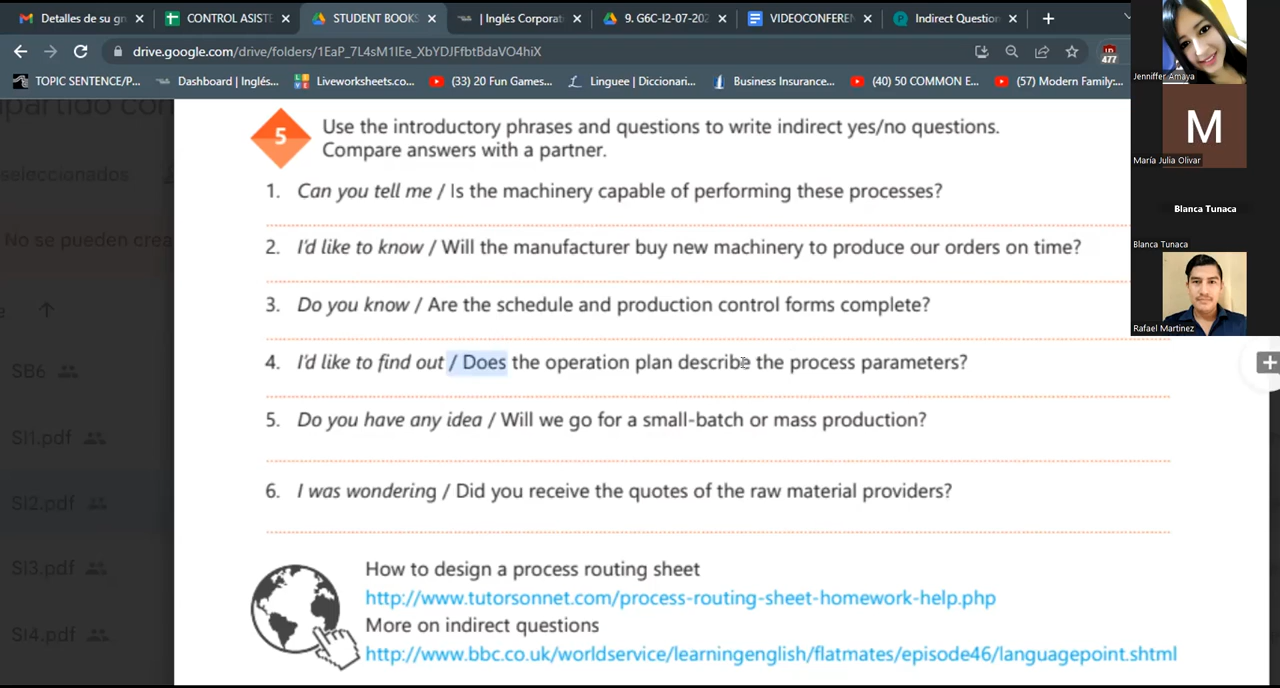 Detalles de su gn
CONTROL ASISTE
STUDENT BOOKS
| Inglés Corporat
9. G6C-I2-07-202
VIDEOCONFEREN
Indirect Question
drive.google.com/drive/folders/1EaP_7L4sM1IEe_XbYDJFfbtBdaVO4hiX
477
TOPIC SENTENCE/P...
Dashboard | Inglés...
Liveworksheets.co...
(33) 20 Fun Games...
Linguee | Diccionari...
Business Insurance...
(40) 50 COMMON E...
(57) Modern Family:...
Jenniffer Amaya
M
María Julia Olivar
Blanca Tunaca
Blanca Tunaca
Rafael Martinez
partido con
seleccionados
No se pueden crea
SB6
SI1.pdf
SI2.pdf
SI3.pdf
SI4.pdf
5
Use the introductory phrases and questions to write indirect yes/no questions.
Compare answers with a partner.
1. Can you tell me / Is the machinery capable of performing these processes?
2. I'd like to know / Will the manufacturer buy new machinery to produce our orders on time?
3. Do you know / Are the schedule and production control forms complete?
4. I'd like to find out / Does the operation plan describe the process parameters?
5. Do you have any idea / Will we go for a small-batch or mass production?
6. I was wondering / Did you receive the quotes of the raw material providers?
How to design a process routing sheet
http://www.tutorsonnet.com/process-routing-sheet-homework-help.php
More on indirect questions
http://www.bbc.co.uk/worldservice/learningenglish/flatmates/episode46/languagepoint.shtml